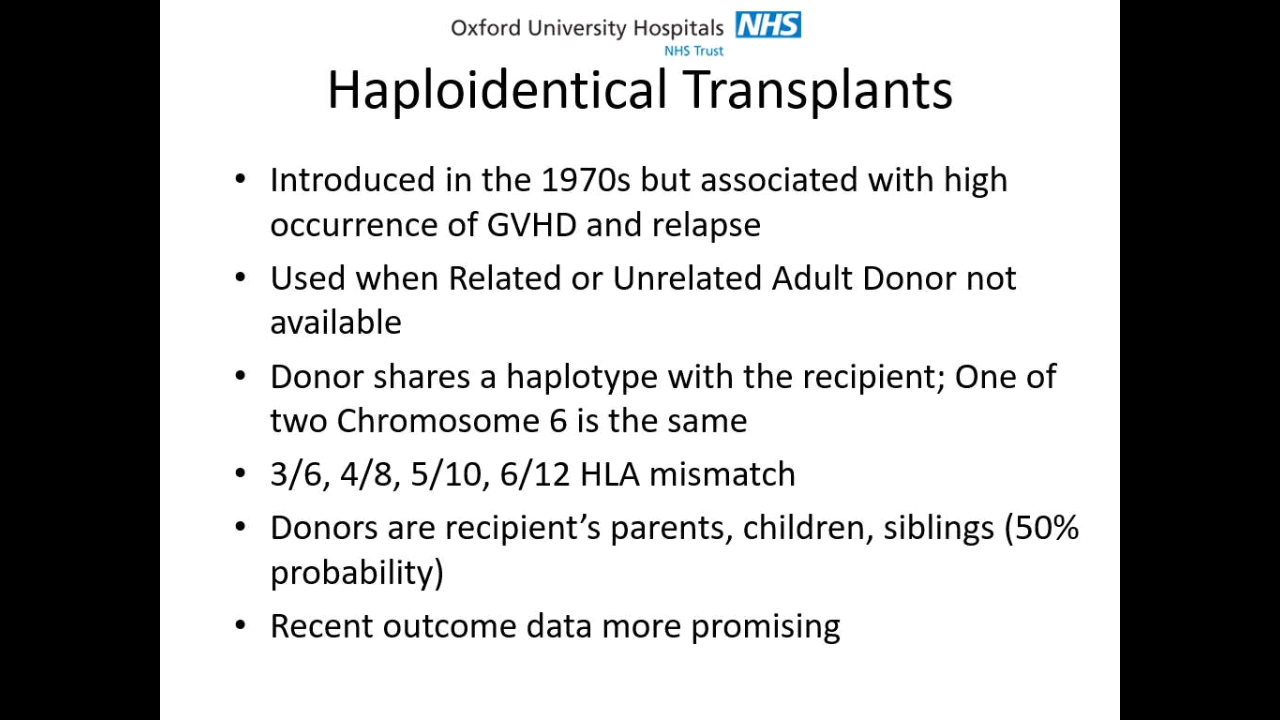 Oxford University Hospitals NHS
NHS Trust
Haploidentical Transplants
• Introduced in the 1970s but associated with high
occurrence of GVHD and relapse
• Used when Related or Unrelated Adult Donor not
available
• Donor shares a haplotype with the recipient; One of
two Chromosome 6 is the same
• 3/6, 4/8, 5/10, 6/12 HLA mismatch
• Donors are recipient’s parents, children, siblings (50%
probability)
• Recent outcome data more promising